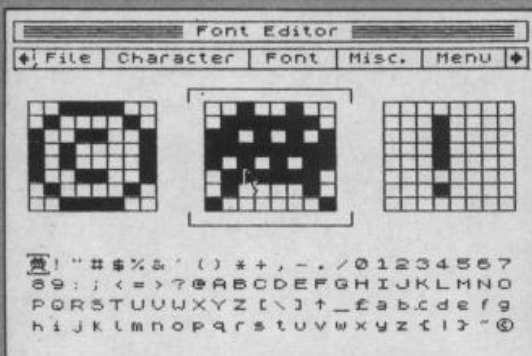 Font Editor
File Character Font Misc. Menu
! " # $ % & ' ( ) * + , - . / 0 1 2 3 4 5 6 7
8 9 : ; < = > ? @ A B C D E F G H I J K L M N O
P Q R S T U V W X Y Z [ \ ] ↑ _ £ a b c d e f g
h i j k l m n o p q r s t u v w x y z { | } ~ ©